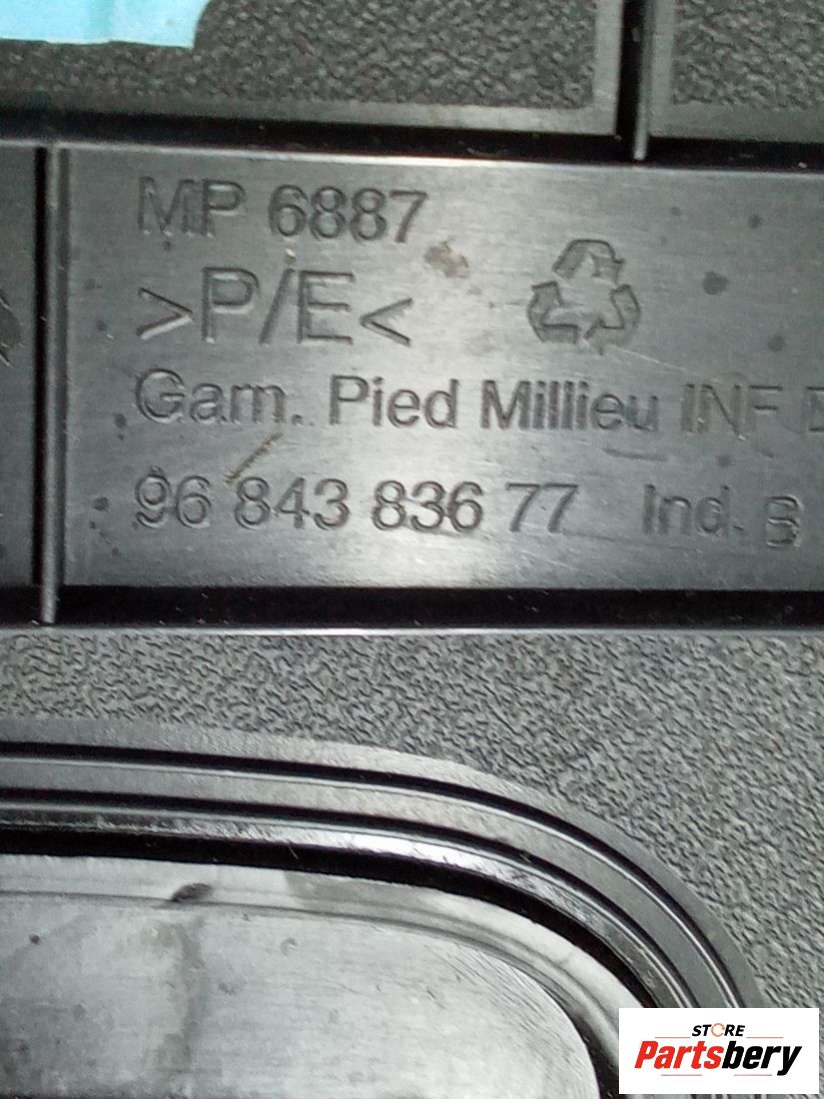 MP 6887
>P/E<
Garn. Pied Millieu INF
96 843 836 77 Ind. B
STORE
Partsbery